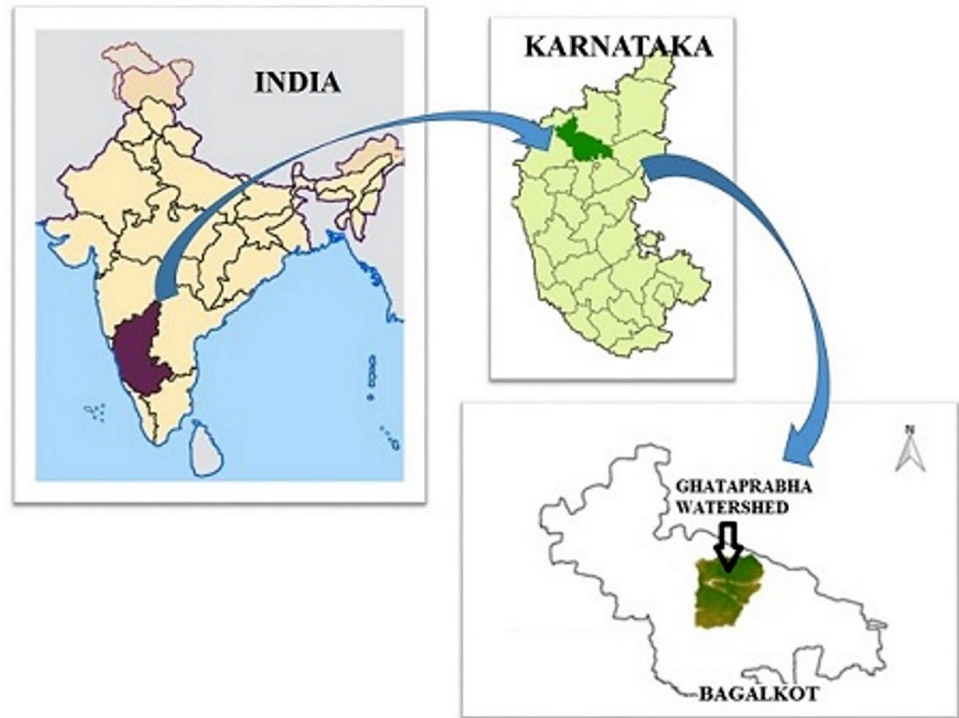 INDIA
KARNATAKA
N
GHATAPRABHA
WATERSHED
BAGALKOT